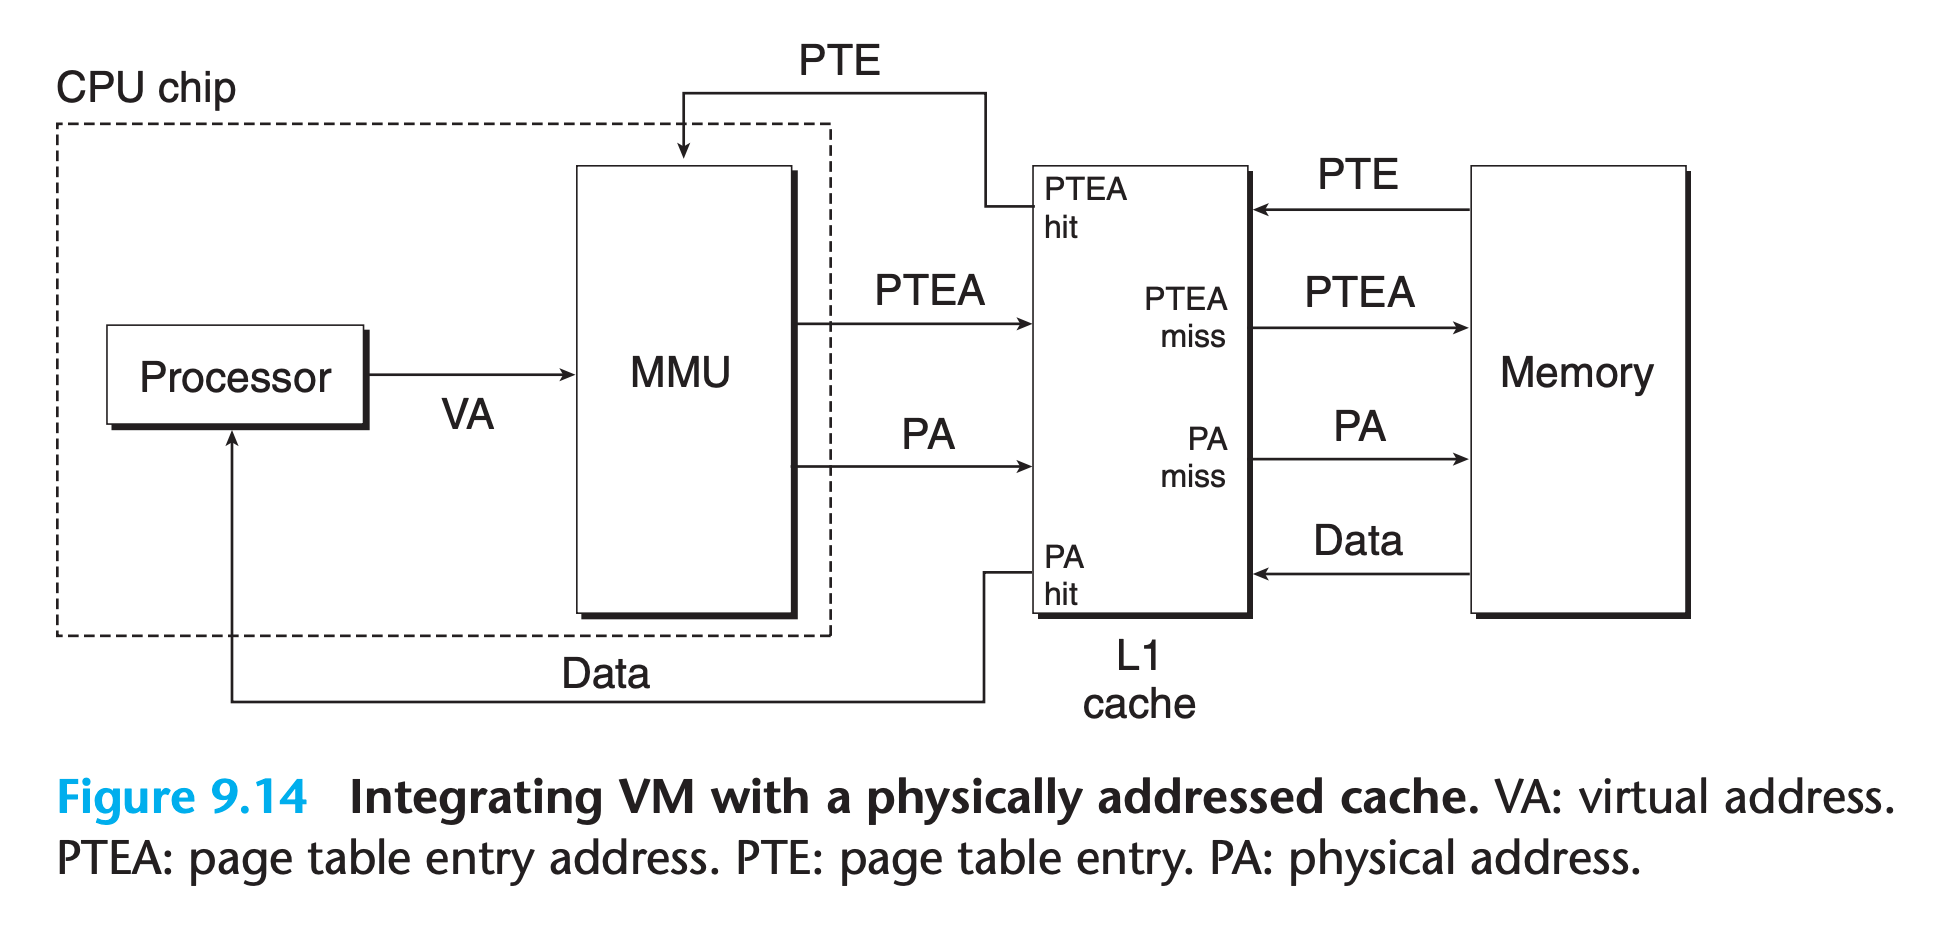 PTE
CPU chip
PTEA
hit
PTE
PTEA
PTEA
miss
PTEA
Processor
VA
MMU
Memory
PA
PA
miss
PA
PA
hit
Data
Data
L1
cache
Figure 9.14 Integrating VM with a physically addressed cache. VA: virtual address.
PTEA: page table entry address. PTE: page table entry. PA: physical address.